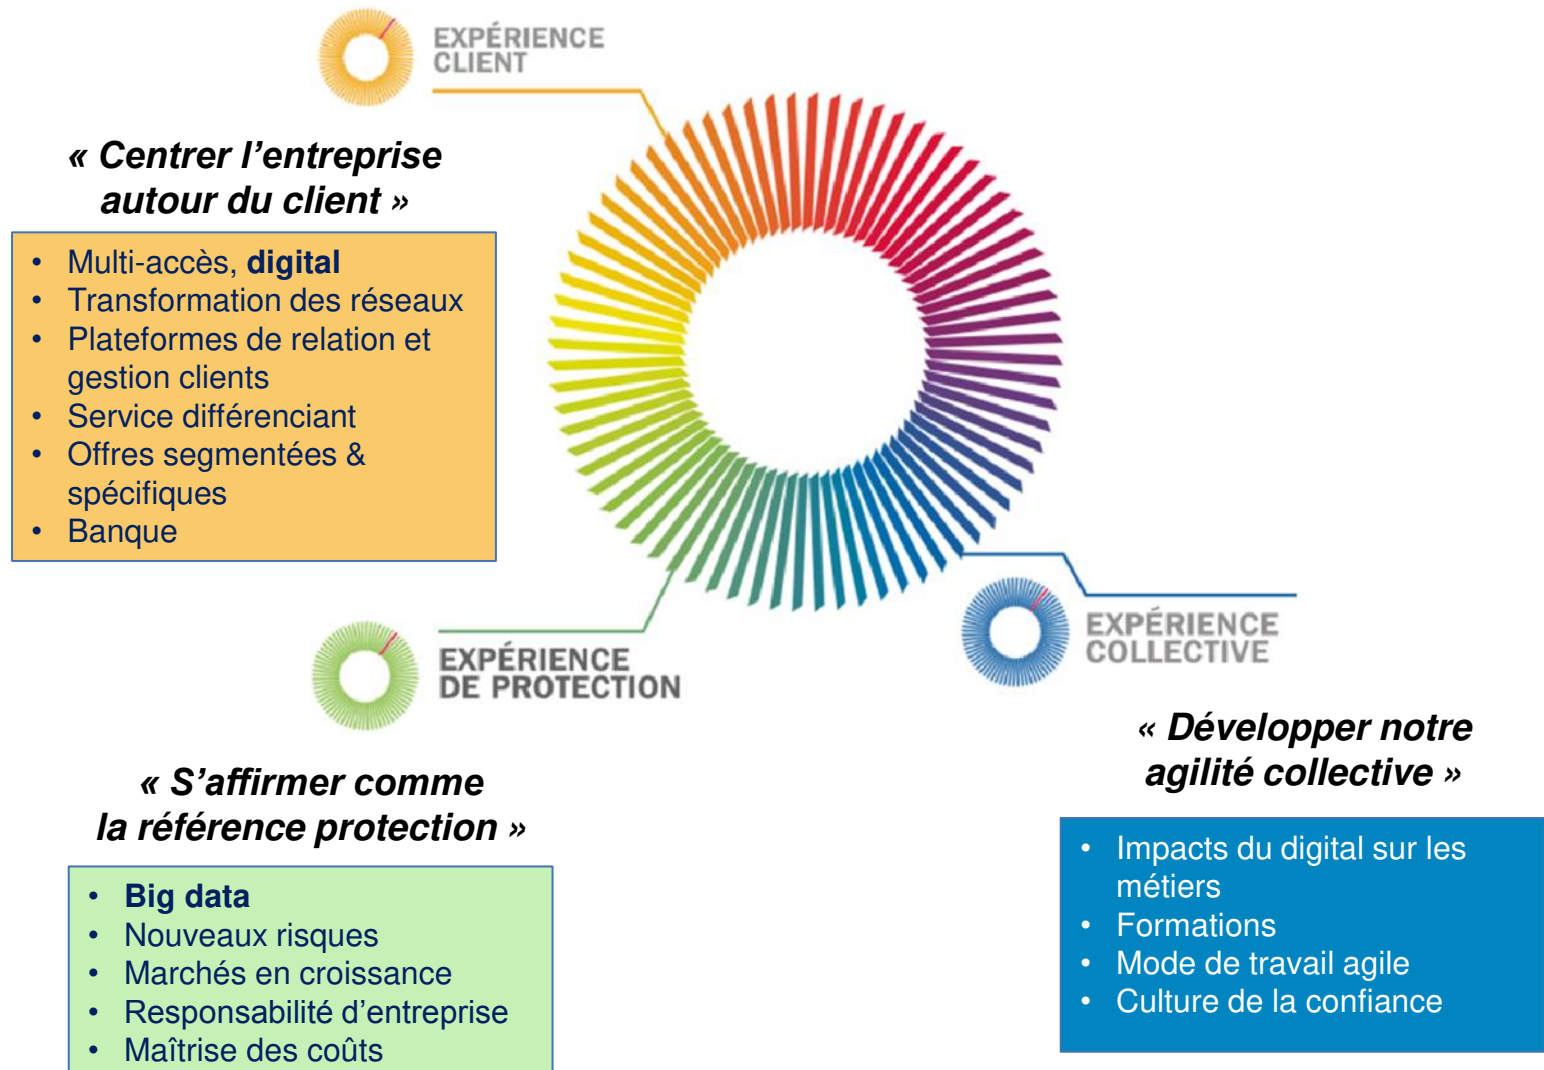 EXPÉRIENCE
CLIENT
« Centrer l’entreprise
autour du client »
• Multi-accès, digital
• Transformation des réseaux
• Plateformes de relation et
gestion clients
• Service différenciant
• Offres segmentées &
spécifiques
• Banque
EXPÉRIENCE
DE PROTECTION
« S’affirmer comme
la référence protection »
• Big data
• Nouveaux risques
• Marchés en croissance
• Responsabilité d’entreprise
• Maîtrise des coûts
EXPÉRIENCE
COLLECTIVE
« Développer notre
agilité collective »
• Impacts du digital sur les
métiers
• Formations
• Mode de travail agile
• Culture de la confiance